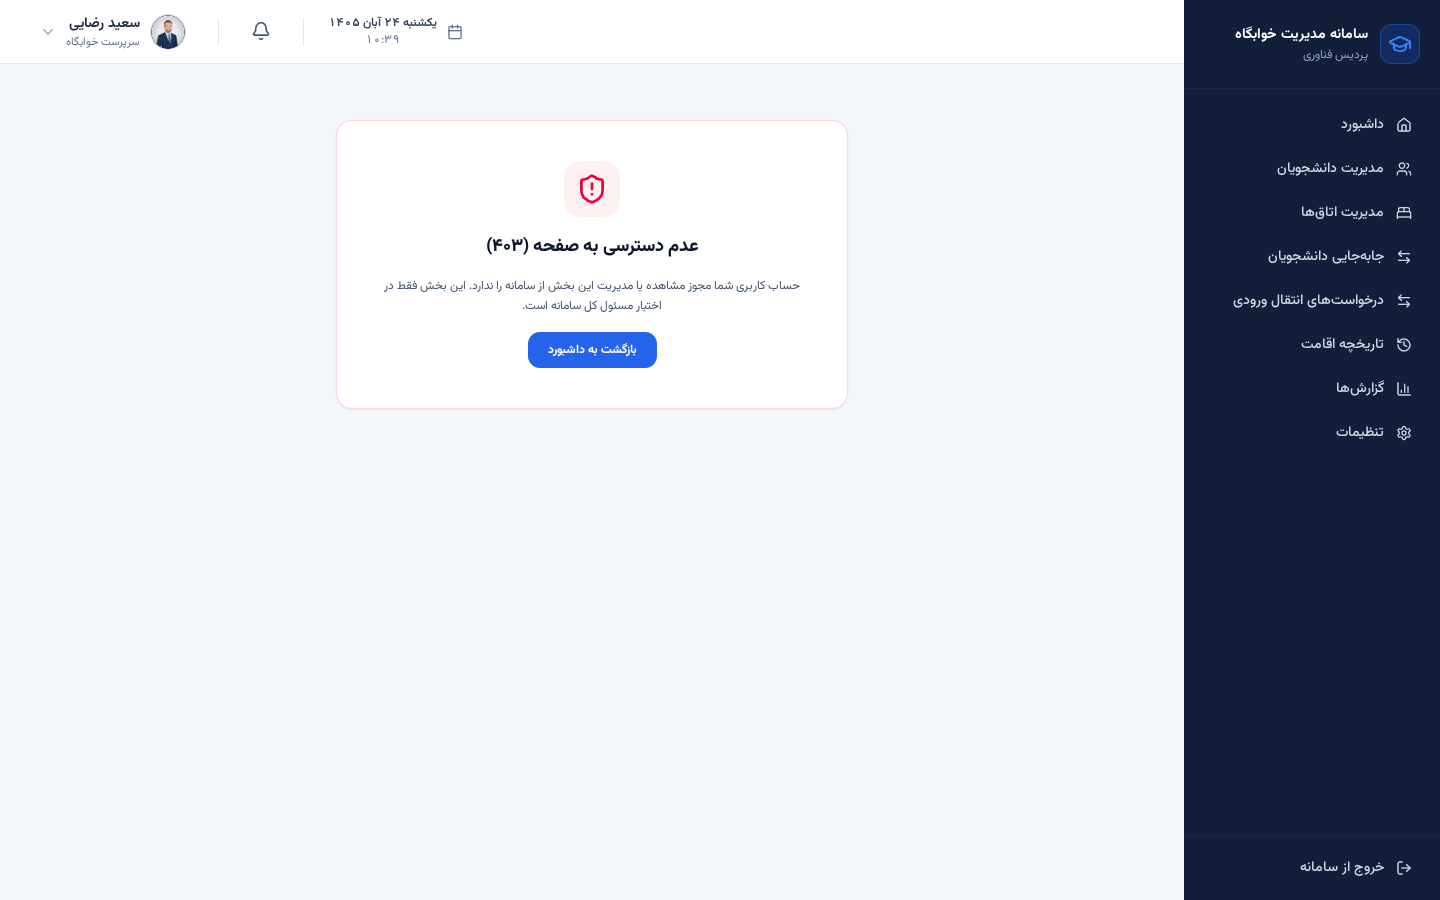 سامانه مدیریت خوابگاه
پردیس فناوری
داشبورد
مدیریت دانشجویان
مدیریت اتاق‌ها
جابه‌جایی دانشجویان
درخواست‌های انتقال ورودی
تاریخچه اقامت
گزارش‌ها
تنظیمات
خروج از سامانه
یکشنبه ۲۴ آبان ۱۴۰۵
۱۰:۳۹
سعید رضایی
سرپرست خوابگاه
عدم دسترسی به صفحه (۴۰۳)
حساب کاربری شما مجوز مشاهده یا مدیریت این بخش از سامانه را ندارد. این بخش فقط در
اختیار مسئول کل سامانه است.
بازگشت به داشبورد